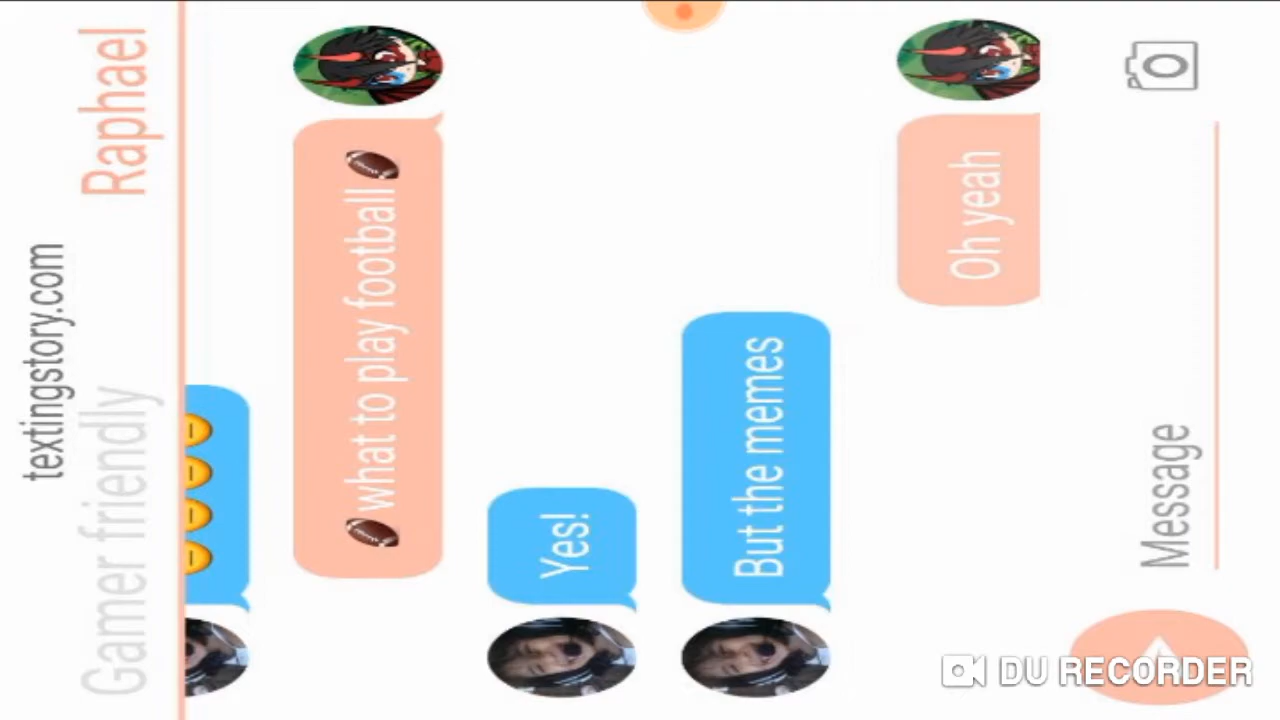 textingstory.com
Gamer friendly Raphael
🏈 what to play football 🏈
Yes!
But the memes
Oh yeah
Message
DU RECORDER